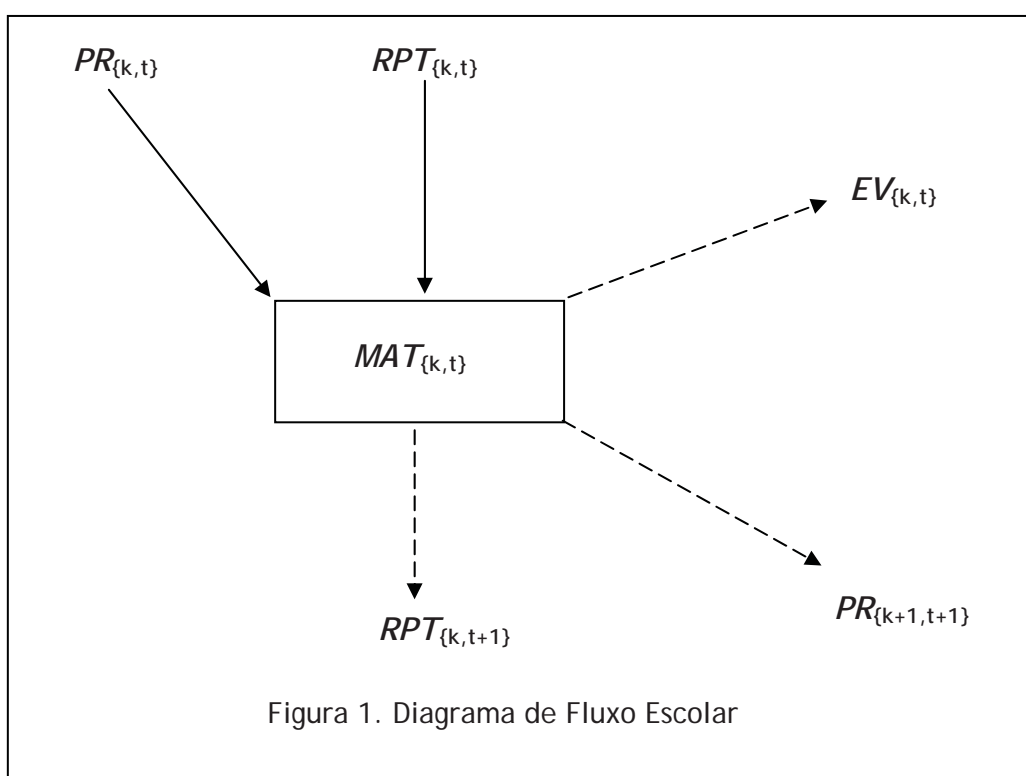 PR{k,t} RPT{k,t}
EV{k,t}
MAT{k,t}
RPT{k,t+1} PR{k+1,t+1}
Figura 1. Diagrama de Fluxo Escolar